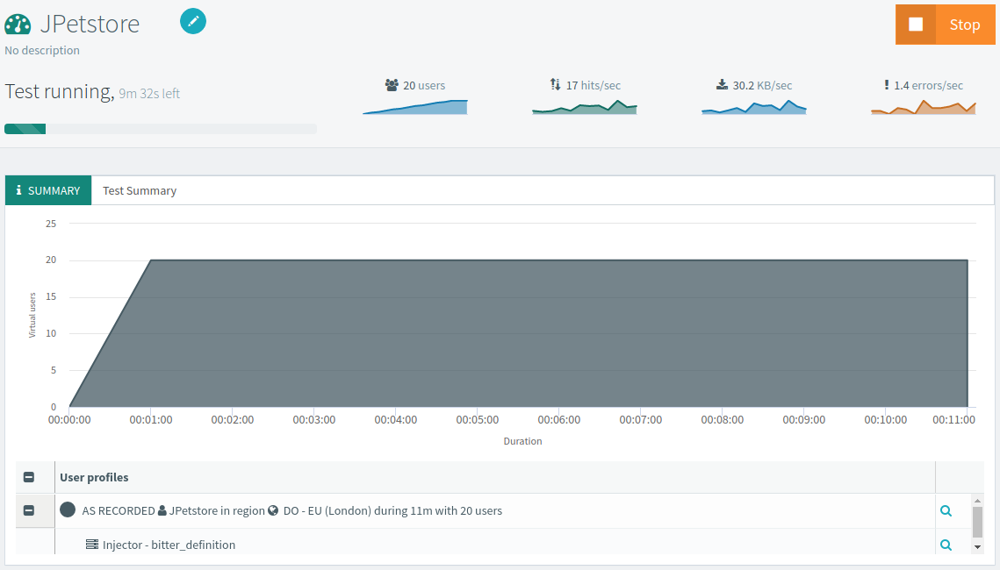 JPetstore
Stop
No description
Test running, 9m 32s left
20 users
17 hits/sec
30.2 KB/sec
1.4 errors/sec
SUMMARY
Test Summary
25
20
15
10
5
0
Virtual users
00:00:00 00:01:00 00:02:00 00:03:00 00:04:00 00:05:00 00:06:00 00:07:00 00:08:00 00:09:00 00:10:00 00:11:00
Duration
User profiles
AS RECORDED JPetstore in region DO - EU (London) during 11m with 20 users
Injector - bitter_definition